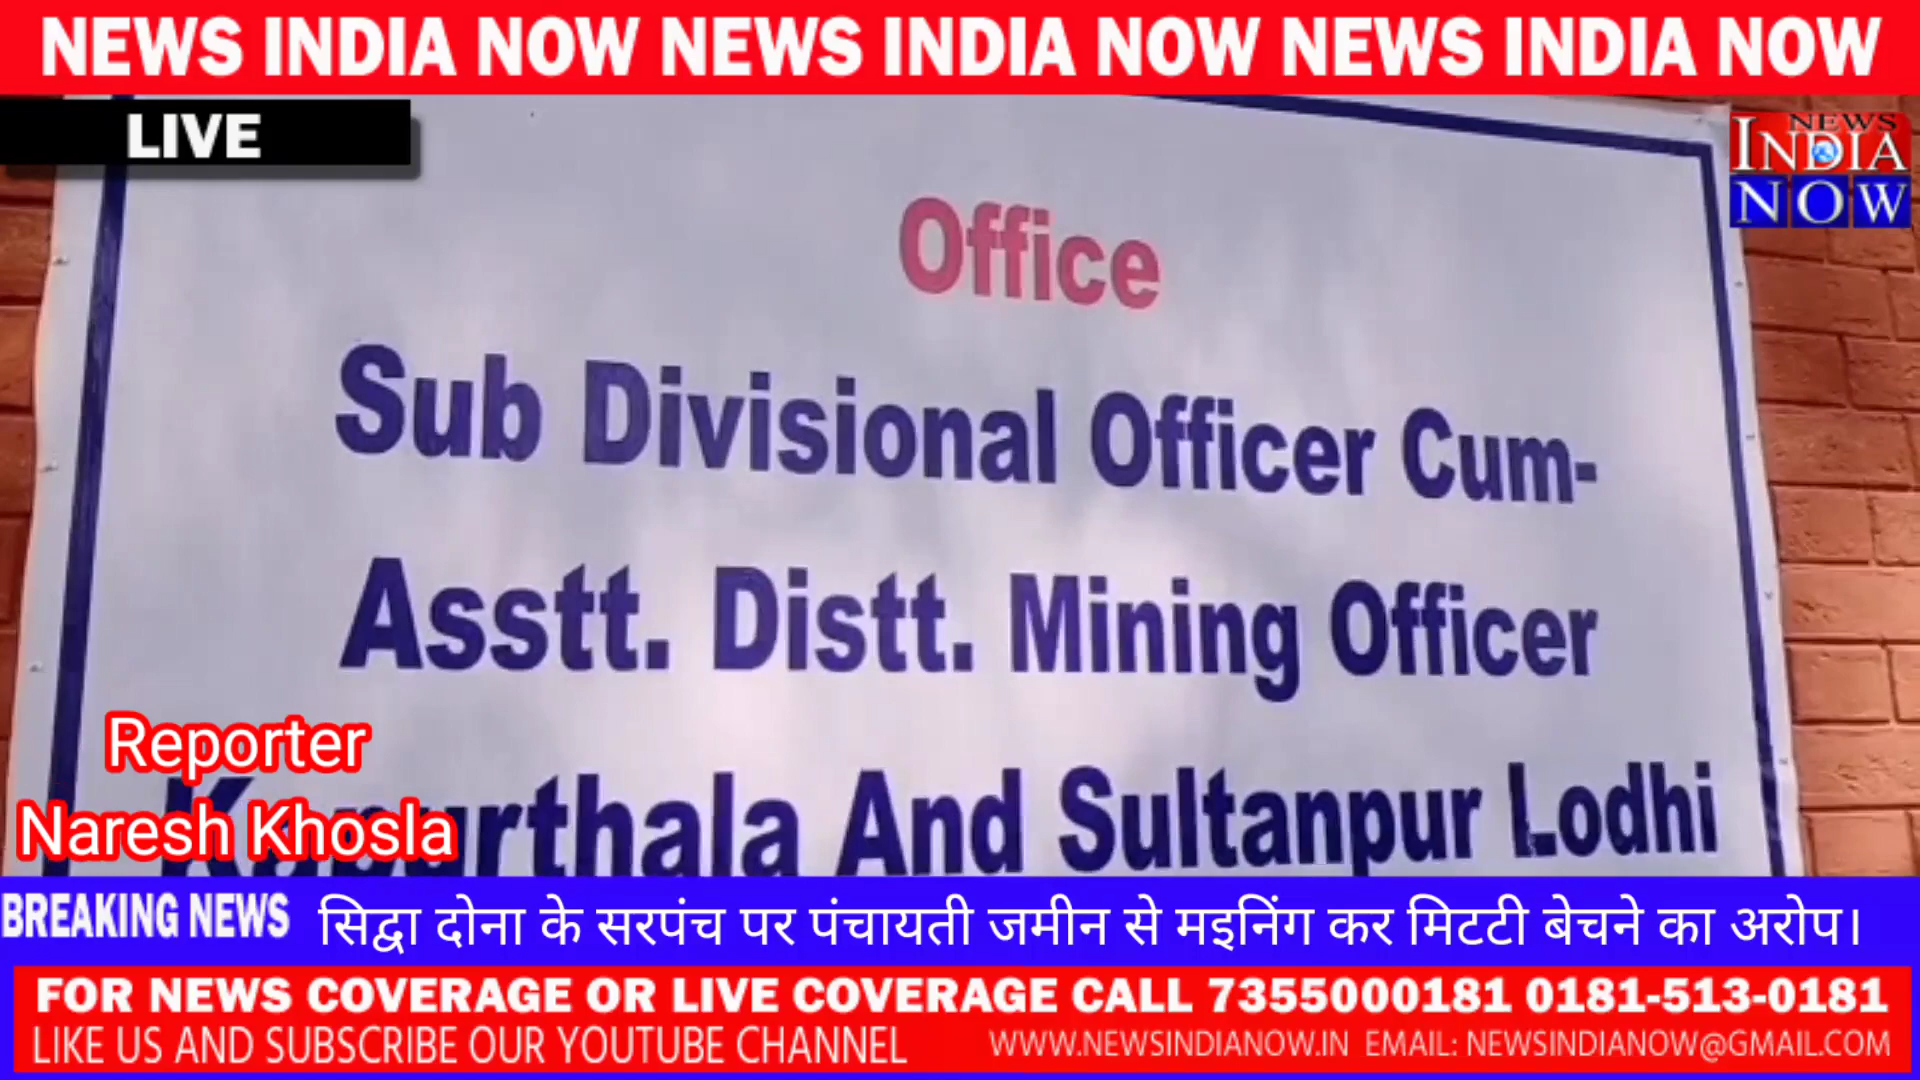 NEWS INDIA NOW NEWS INDIA NOW NEWS INDIA NOW
LIVE
NEWS
INDIA
NOW
Office
Sub Divisional Officer Cum-
Asstt. Distt. Mining Officer
Kapurthala And Sultanpur Lodhi
Reporter
Naresh Khosla
BREAKING NEWS सिद्वा दोना के सरपंच पर पंचायती जमीन से मइनिंग कर मिटटी बेचने का अरोप।
FOR NEWS COVERAGE OR LIVE COVERAGE CALL 7355000181 0181-513-0181
LIKE US AND SUBSCRIBE OUR YOUTUBE CHANNEL WWW.NEWSINDIANOW.IN EMAIL: NEWSINDIANOW@GMAIL.COM